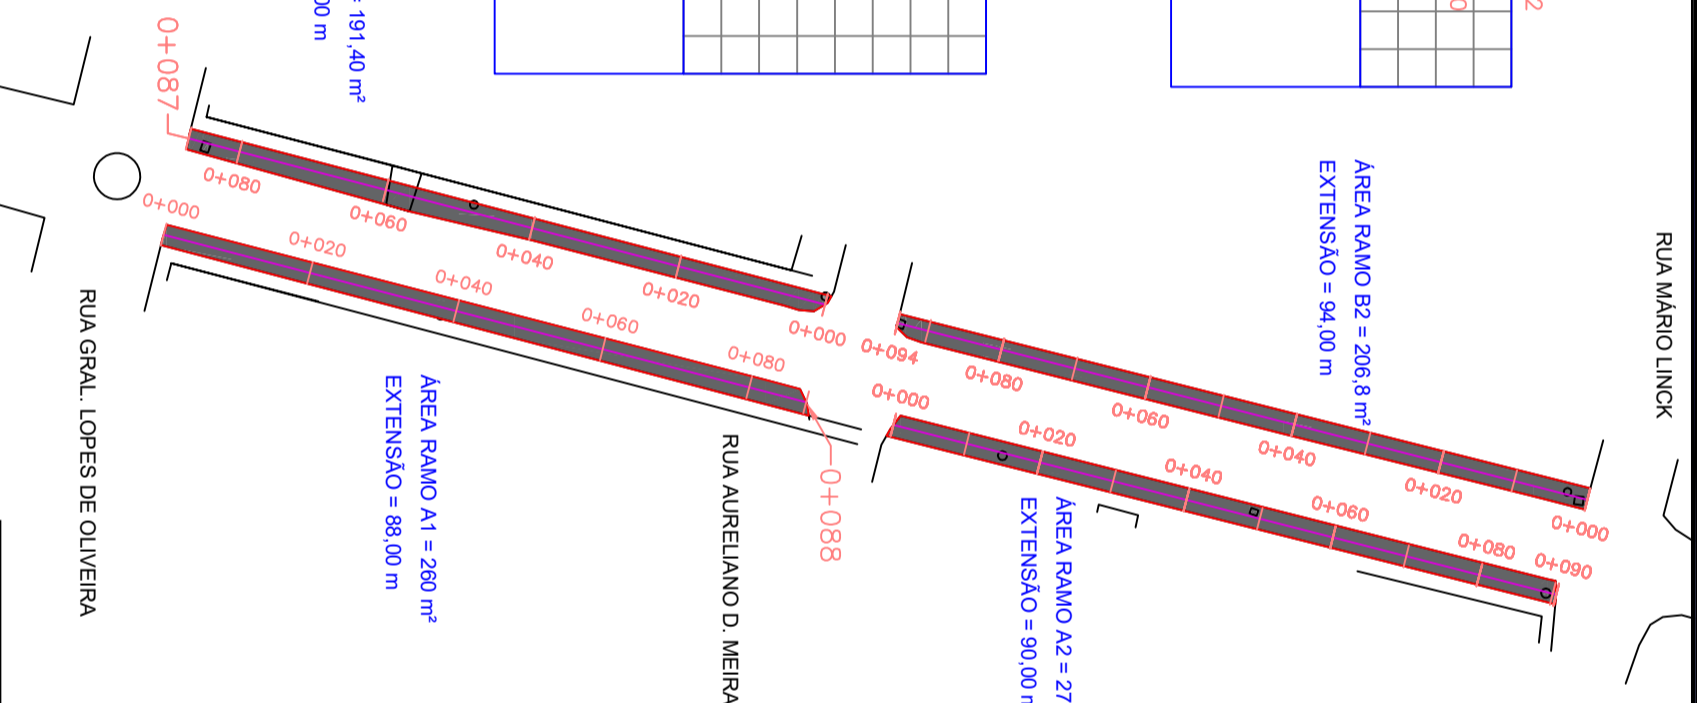 = 191,40 m²
00 m
0+087
0+080
0+060
0+040
0+020
0+000
0+000
0+020
0+040
0+060
0+080
0+088
0+094
0+080
0+060
0+040
0+020
0+000
0+000
0+020
0+040
0+060
0+080
0+090
ÁREA RAMO B2 = 206,8 m²
EXTENSÃO = 94,00 m
RUA MÁRIO LINCK
RUA GRAL. LOPES DE OLIVEIRA
ÁREA RAMO A1 = 260 m²
EXTENSÃO = 88,00 m
RUA AURELIANO D. MEIRA
ÁREA RAMO A2 = 27
EXTENSÃO = 90,00 m